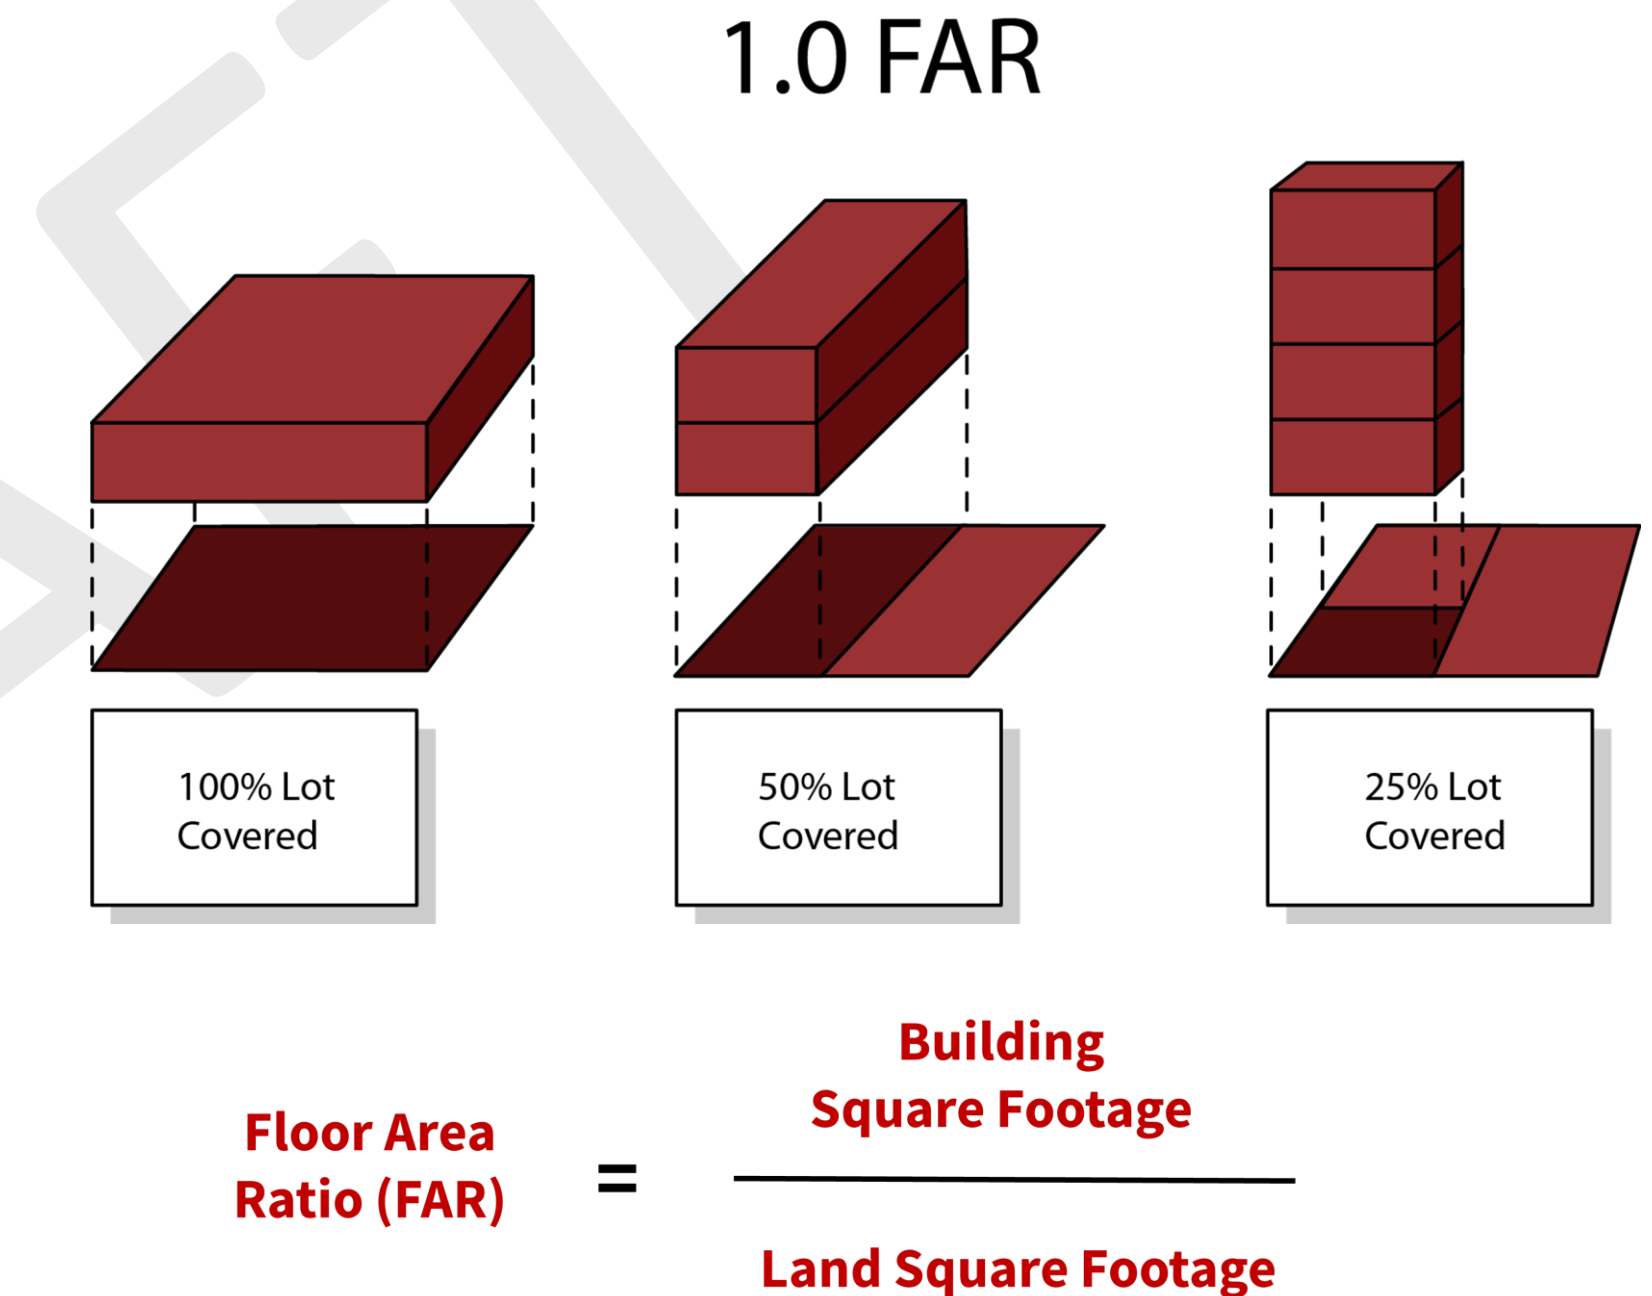 1.0 FAR
100% Lot
Covered
50% Lot
Covered
25% Lot
Covered
Floor Area
Ratio (FAR)
=
Building
Square Footage
Land Square Footage